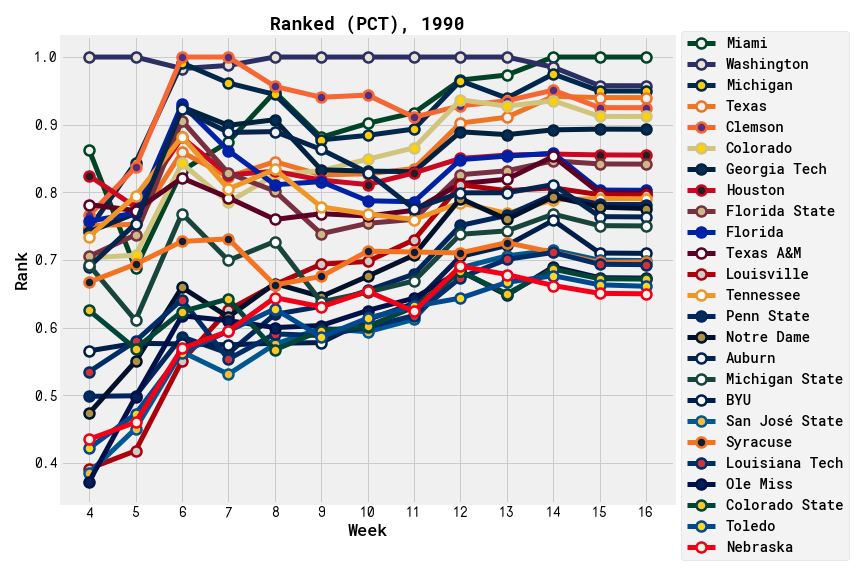 Ranked (PCT), 1990
1.0
0.9
0.8
0.7
0.6
0.5
0.4
Rank
4 5 6 7 8 9 10 11 12 13 14 15 16
Week
Miami
Washington
Michigan
Texas
Clemson
Colorado
Georgia Tech
Houston
Florida State
Florida
Texas A&M
Louisville
Tennessee
Penn State
Notre Dame
Auburn
Michigan State
BYU
San José State
Syracuse
Louisiana Tech
Ole Miss
Colorado State
Toledo
Nebraska